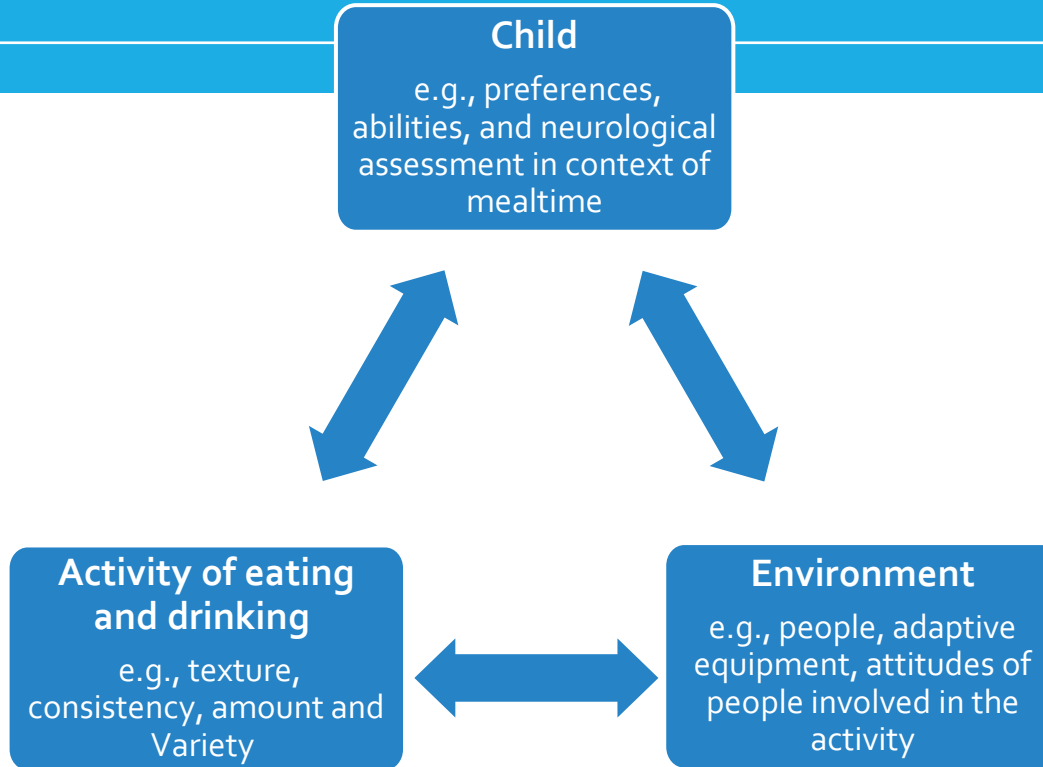 Child
e.g., preferences,
abilities, and neurological
assessment in context of
mealtime
Activity of eating
and drinking
e.g., texture,
consistency, amount and
Variety
Environment
e.g., people, adaptive
equipment, attitudes of
people involved in the
activity